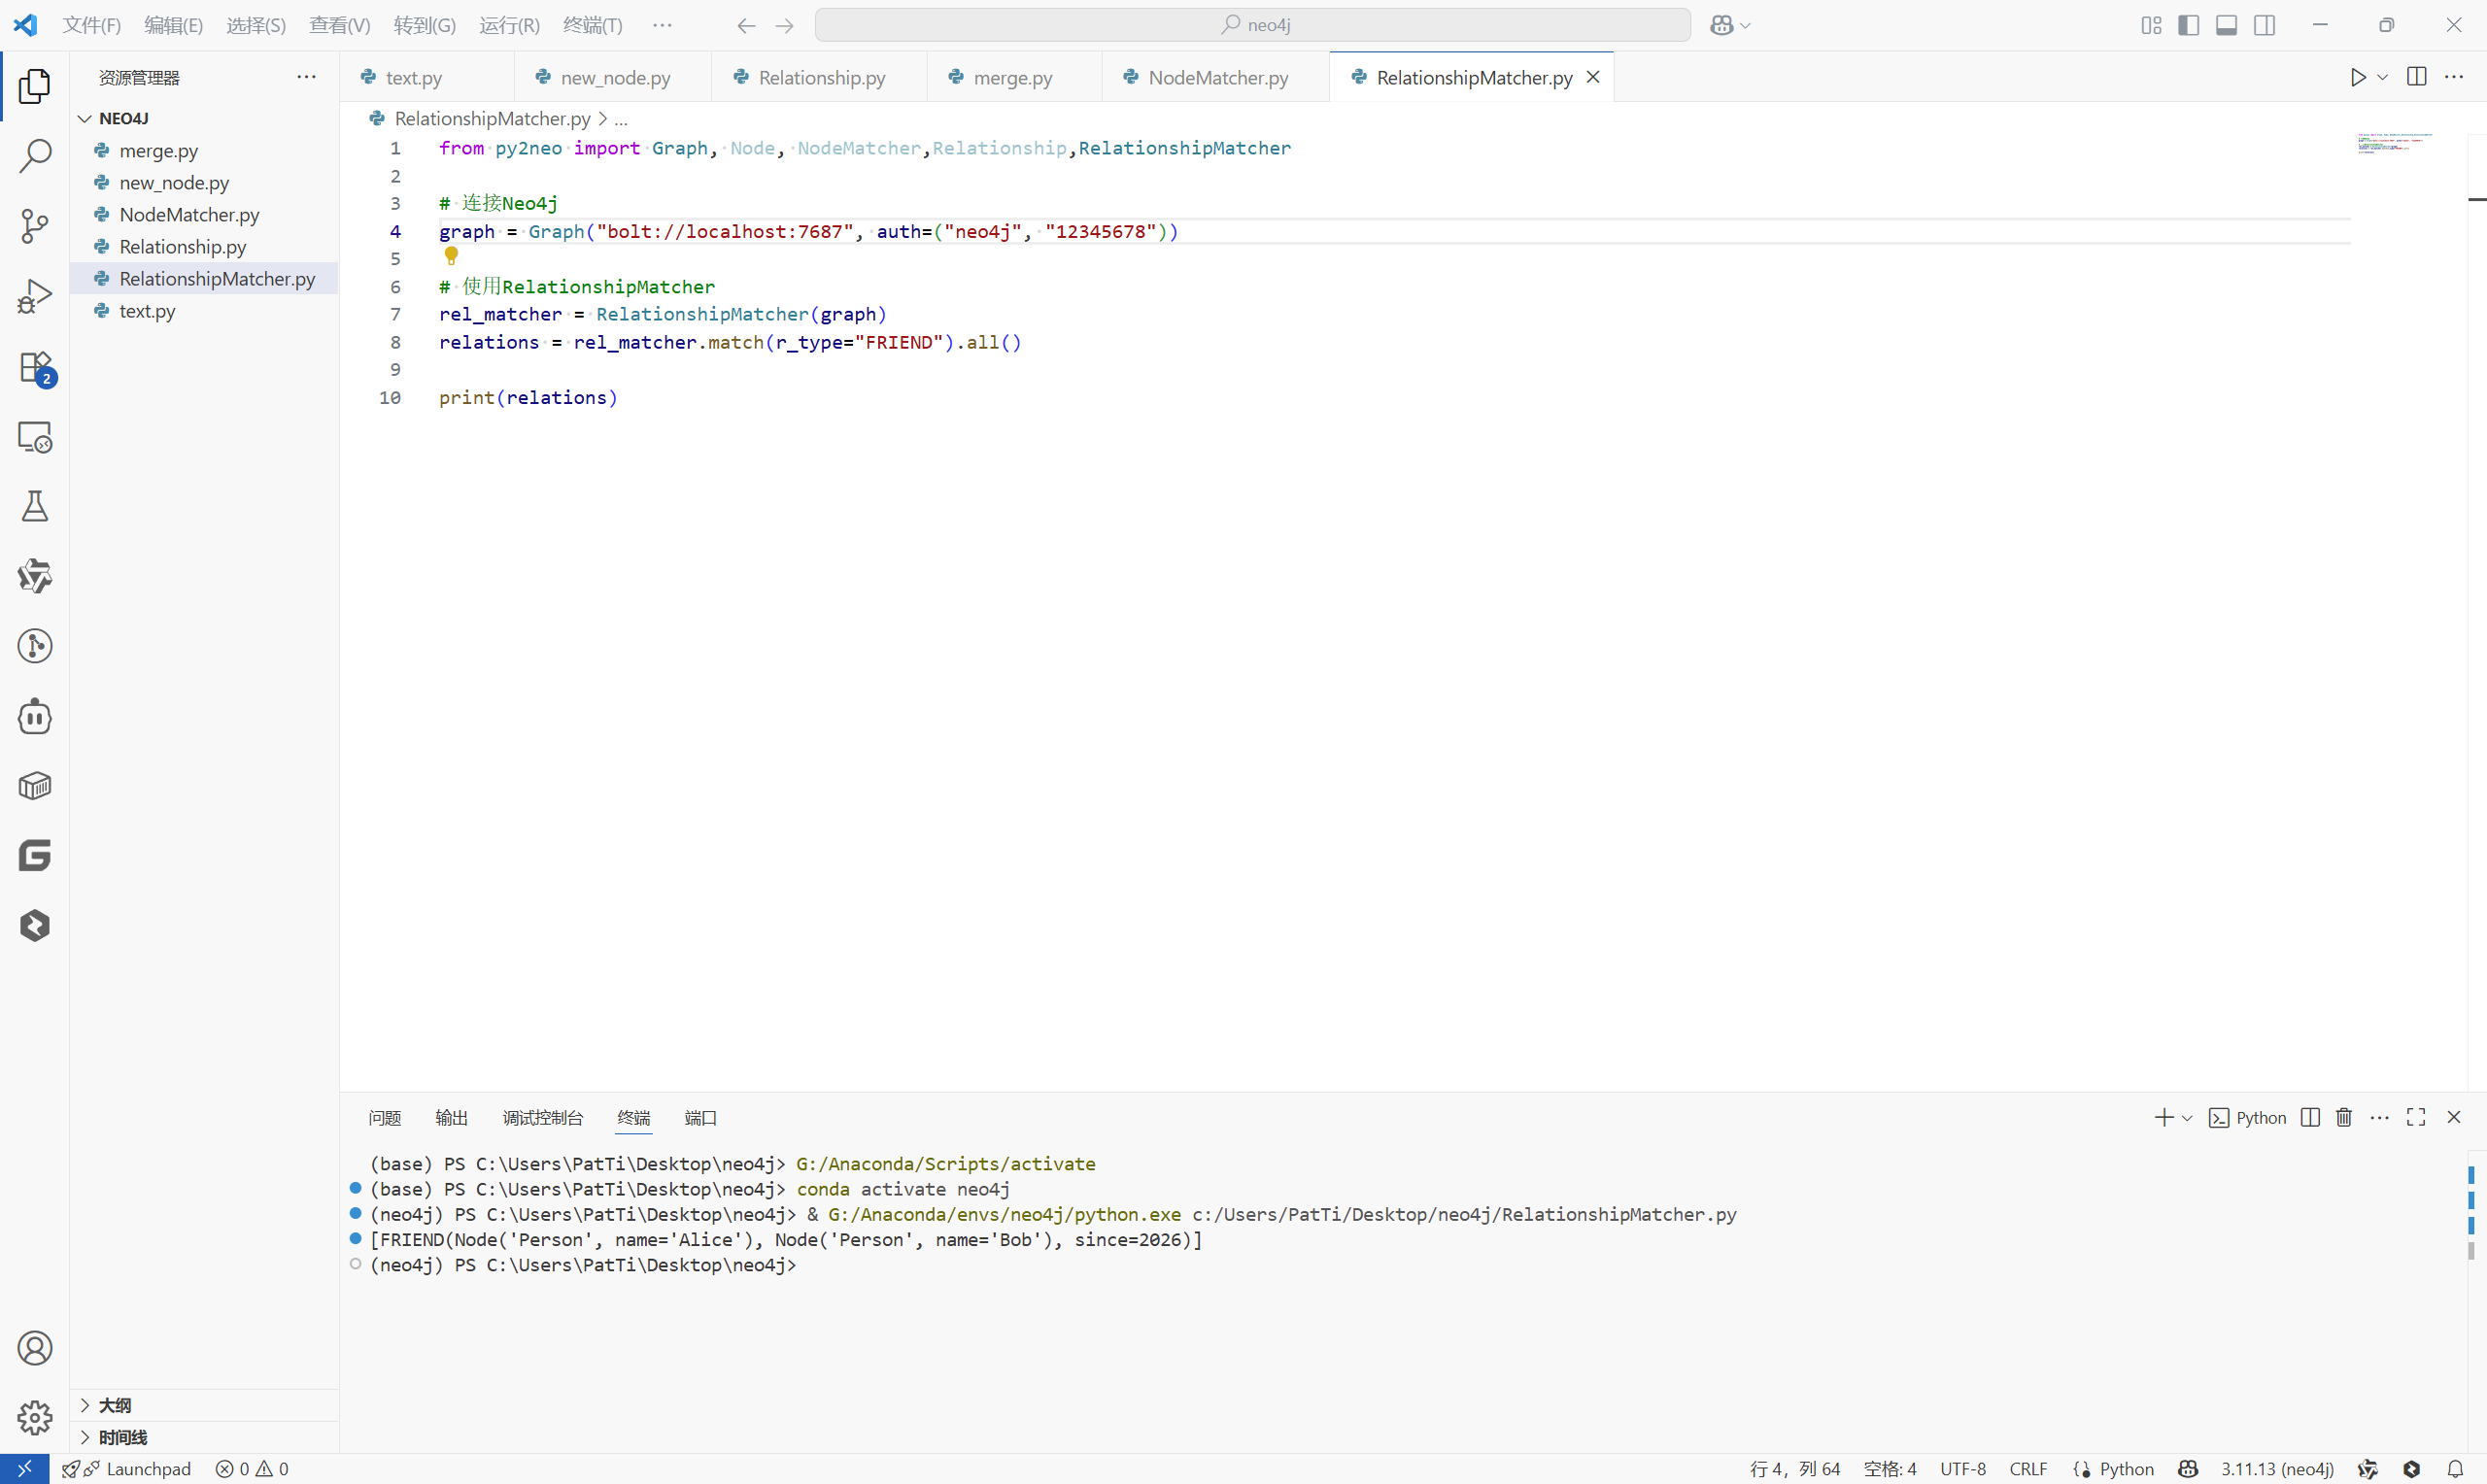 文件(F) 编辑(E) 选择(S) 查看(V) 转到(G) 运行(R) 终端(T) ··· neo4j
资源管理器 ···
text.py new_node.py Relationship.py merge.py NodeMatcher.py RelationshipMatcher.py
NEO4J
merge.py
new_node.py
NodeMatcher.py
Relationship.py
RelationshipMatcher.py
text.py
2
RelationshipMatcher.py > ...
1 from py2neo import Graph, Node, NodeMatcher,Relationship,RelationshipMatcher
2
3 # 连接Neo4j
4 graph = Graph("bolt://localhost:7687", auth=("neo4j", "12345678"))
5
6 # 使用RelationshipMatcher
7 rel_matcher = RelationshipMatcher(graph)
8 relations = rel_matcher.match(r_type="FRIEND").all()
9
10 print(relations)
问题 输出 调试控制台 终端 端口 Python
(base) PS C:\Users\PatTi\Desktop\neo4j> G:/Anaconda/Scripts/activate
(base) PS C:\Users\PatTi\Desktop\neo4j> conda activate neo4j
(neo4j) PS C:\Users\PatTi\Desktop\neo4j> & G:/Anaconda/envs/neo4j/python.exe c:/Users/PatTi/Desktop/neo4j/RelationshipMatcher.py
[FRIEND(Node('Person', name='Alice'), Node('Person', name='Bob'), since=2026)]
(neo4j) PS C:\Users\PatTi\Desktop\neo4j>
大纲
时间线
Launchpad 0 0 行 4，列 64 空格: 4 UTF-8 CRLF Python 3.11.13 (neo4j)